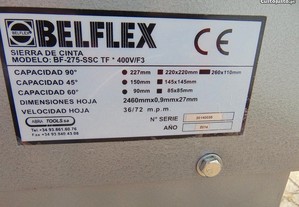 BELFLEX
CE
SIERRA DE CINTA
MODELO: BF-275-SSC TF * 400V/F3
CAPACIDAD 90° 227mm 220x220mm 260x110mm
CAPACIDAD 45° 150mm 145x145mm
CAPACIDAD 60° 90mm 85x85mm
DIMENSIONES HOJA 2460mmx0,9mmx27mm
VELOCIDAD HOJA 36/72 m.p.m
TOOLS
Nº SERIE
AÑO